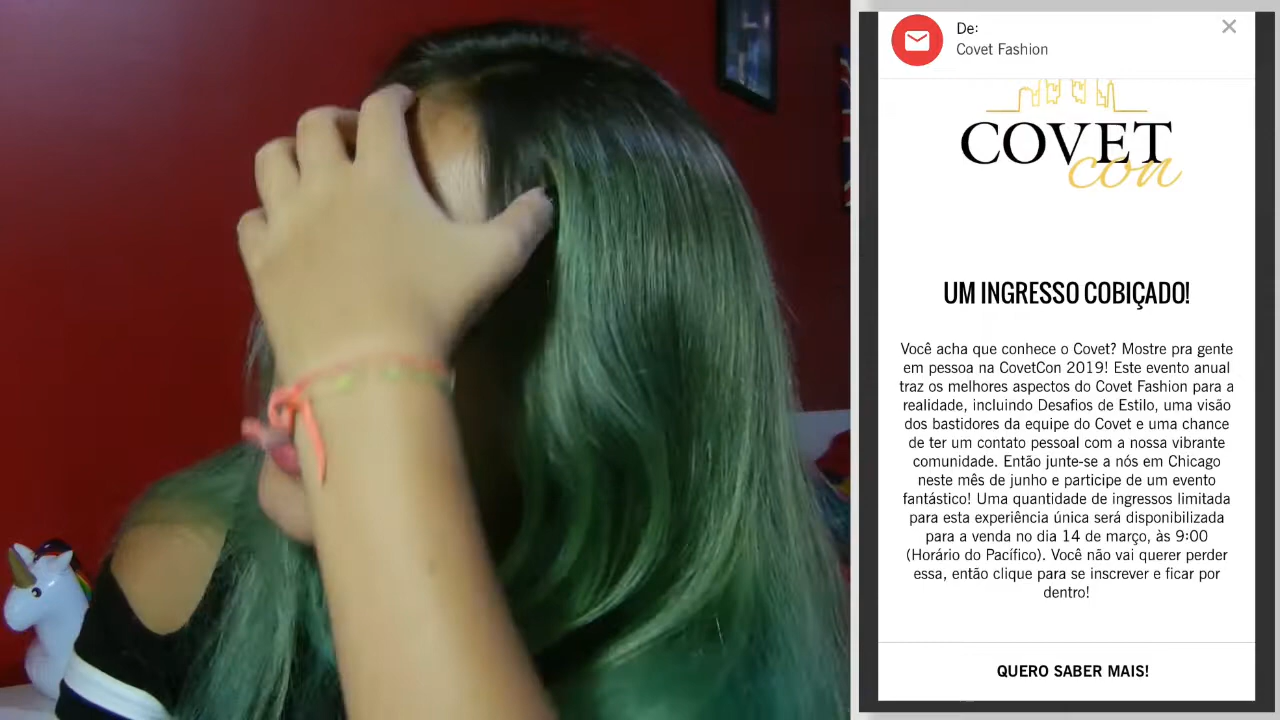 De:
Covet Fashion
COVET
con
UM INGRESSO COBIÇADO!
Você acha que conhece o Covet? Mostre pra gente
em pessoa na CovetCon 2019! Este evento anual
traz os melhores aspectos do Covet Fashion para a
realidade, incluindo Desafios de Estilo, uma visão
dos bastidores da equipe do Covet e uma chance
de ter um contato pessoal com a nossa vibrante
comunidade. Então junte-se a nós em Chicago
neste mês de junho e participe de um evento
fantástico! Uma quantidade de ingressos limitada
para esta experiência única será disponibilizada
para a venda no dia 14 de março, às 9:00
(Horário do Pacífico). Você não vai querer perder
essa, então clique para se inscrever e ficar por
dentro!
QUERO SABER MAIS!